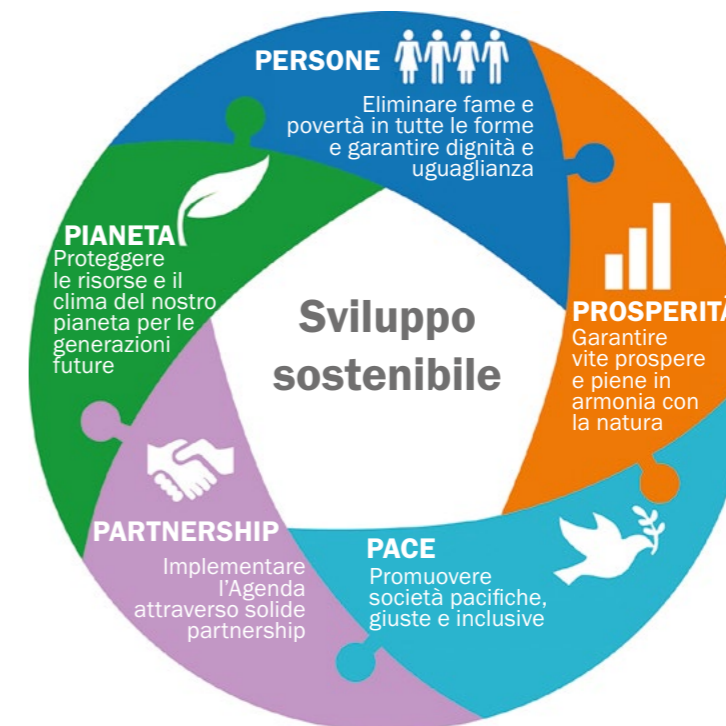 PERSONE
Eliminare fame e
povertà in tutte le forme
e garantire dignità e
uguaglianza
PIANETA
Proteggere
le risorse e il
clima del nostro
pianeta per le
generazioni
future
Sviluppo
sostenibile
PROSPERITÀ
Garantire
vite prospere
e piene in
armonia con
la natura
PARTNERSHIP
Implementare
l’Agenda
attraverso solide
partnership
PACE
Promuovere
società pacifiche,
giuste e inclusive